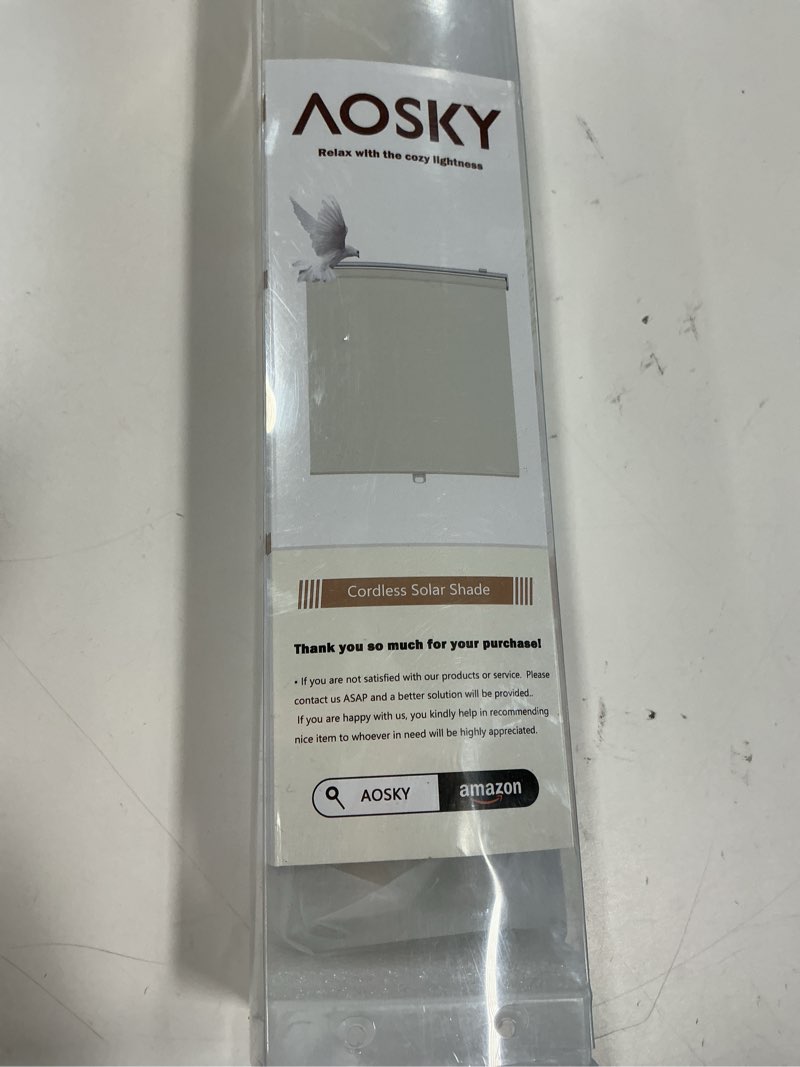 AOSKY
Relax with the cozy lightness
Cordless Solar Shade
Thank you so much for your purchase!
• If you are not satisfied with our products or service. Please
contact us ASAP and a better solution will be provided..
If you are happy with us, you kindly help in recommending
nice item to whoever in need will be highly appreciated.
AOSKY amazon